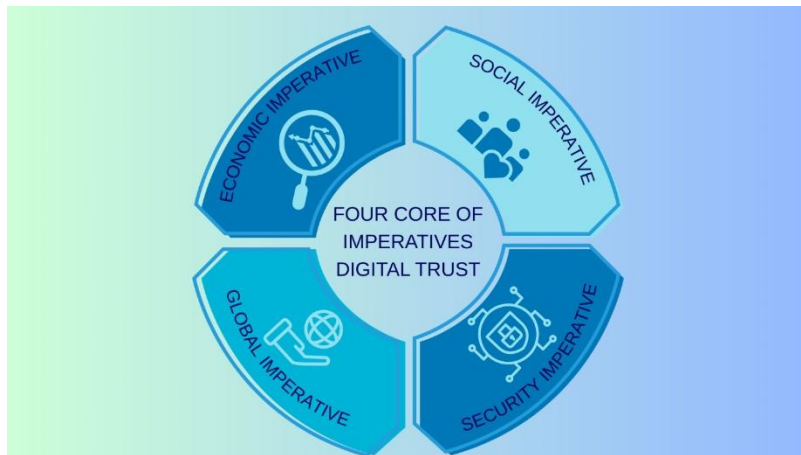 ECONOMIC IMPERATIVE
SOCIAL IMPERATIVE
FOUR CORE OF
IMPERATIVES
DIGITAL TRUST
GLOBAL IMPERATIVE
SECURITY IMPERATIVE